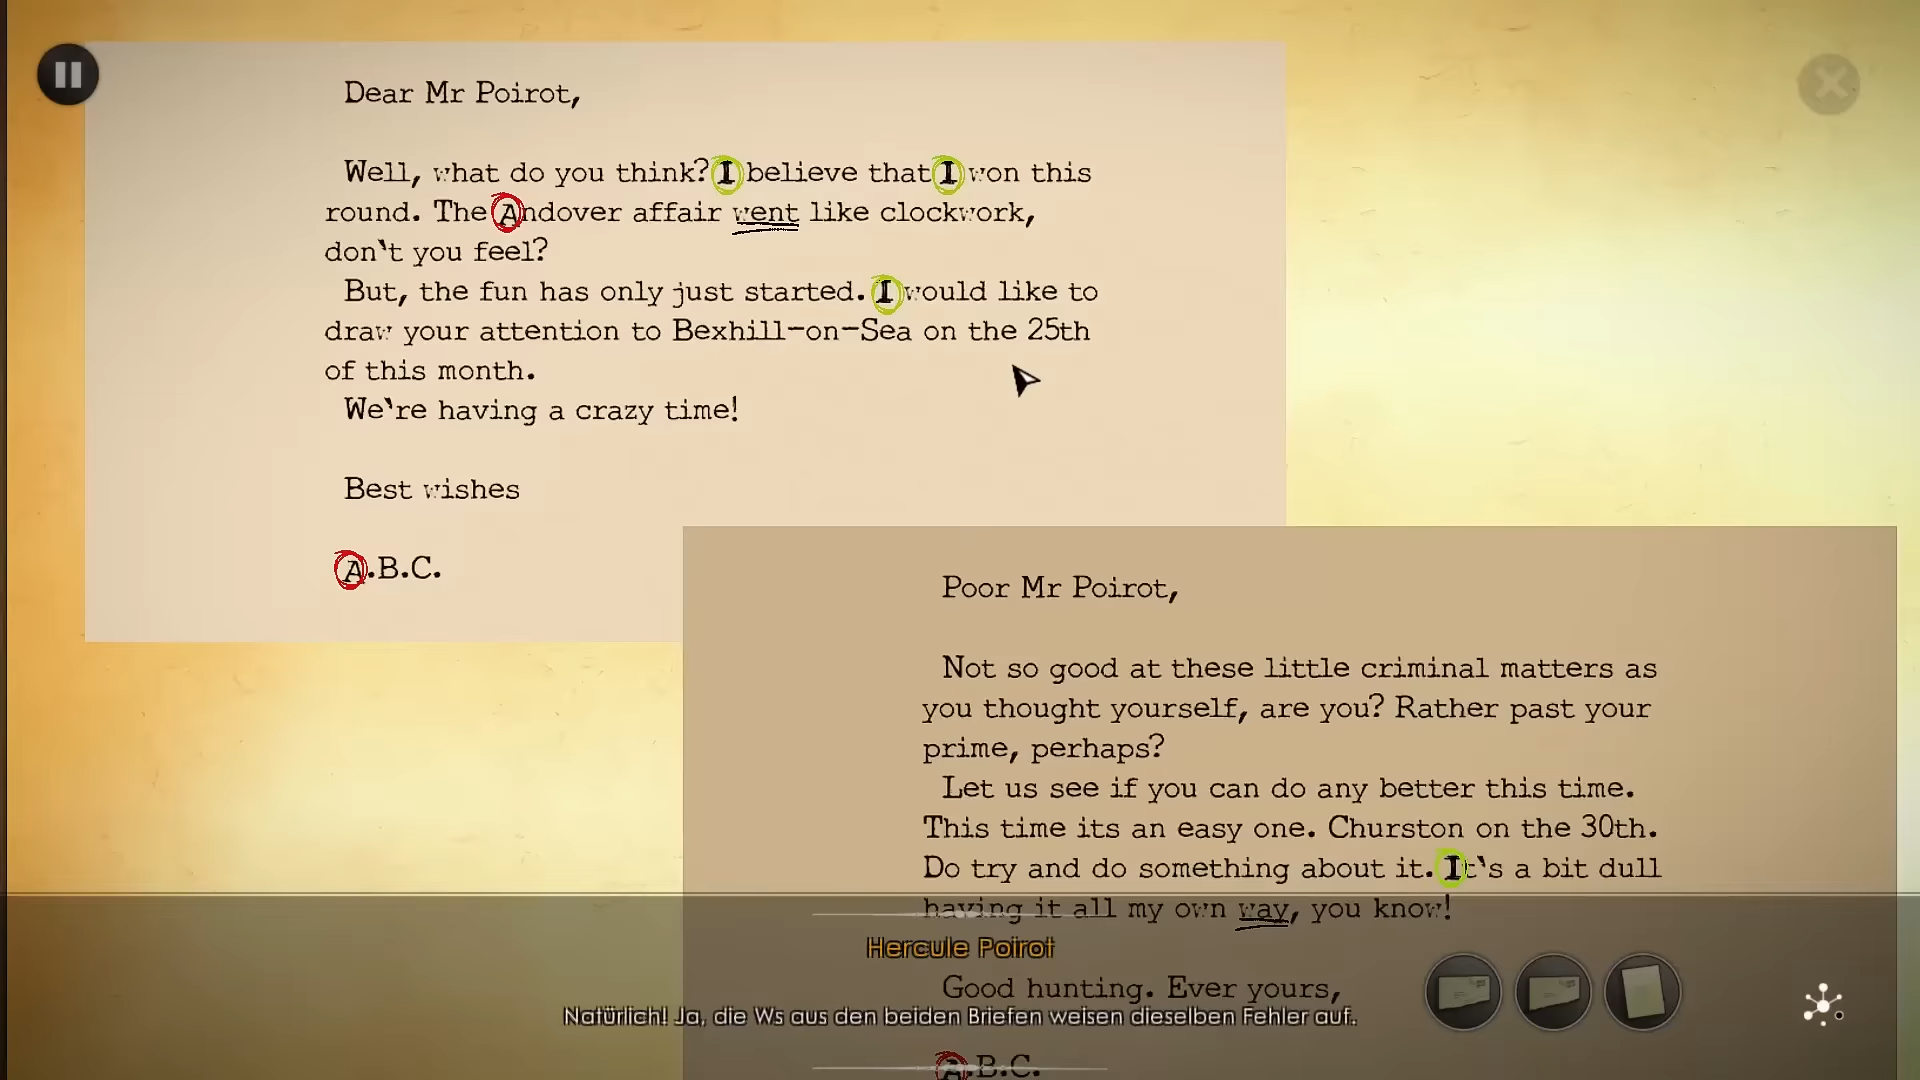 Dear Mr Poirot,
Well, what do you think? I believe that I won this
round. The Andover affair went like clockwork,
don't you feel?
But, the fun has only just started. I would like to
draw your attention to Bexhill-on-Sea on the 25th
of this month.
We're having a crazy time!
Best wishes
A.B.C.
Poor Mr Poirot,
Not so good at these little criminal matters as
you thought yourself, are you? Rather past your
prime, perhaps?
Let us see if you can do any better this time.
This time its an easy one. Churston on the 30th.
Do try and do something about it. It's a bit dull
having it all my own way, you know!
Good hunting. Ever yours,
A.B.C.
Hercule Poirot
Natürlich! Ja, die Ws aus den beiden Briefen weisen dieselben Fehler auf.